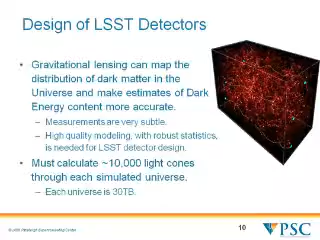 Design of LSST Detectors
• Gravitational lensing can map the
distribution of dark matter in the
Universe and make estimates of Dark
Energy content more accurate.
– Measurements are very subtle.
– High quality modeling, with robust statistics,
is needed for LSST detector design.
• Must calculate ~10,000 light cones
through each simulated universe.
– Each universe is 30TB.
Pittsburgh Supercomputing Center
10
PSC